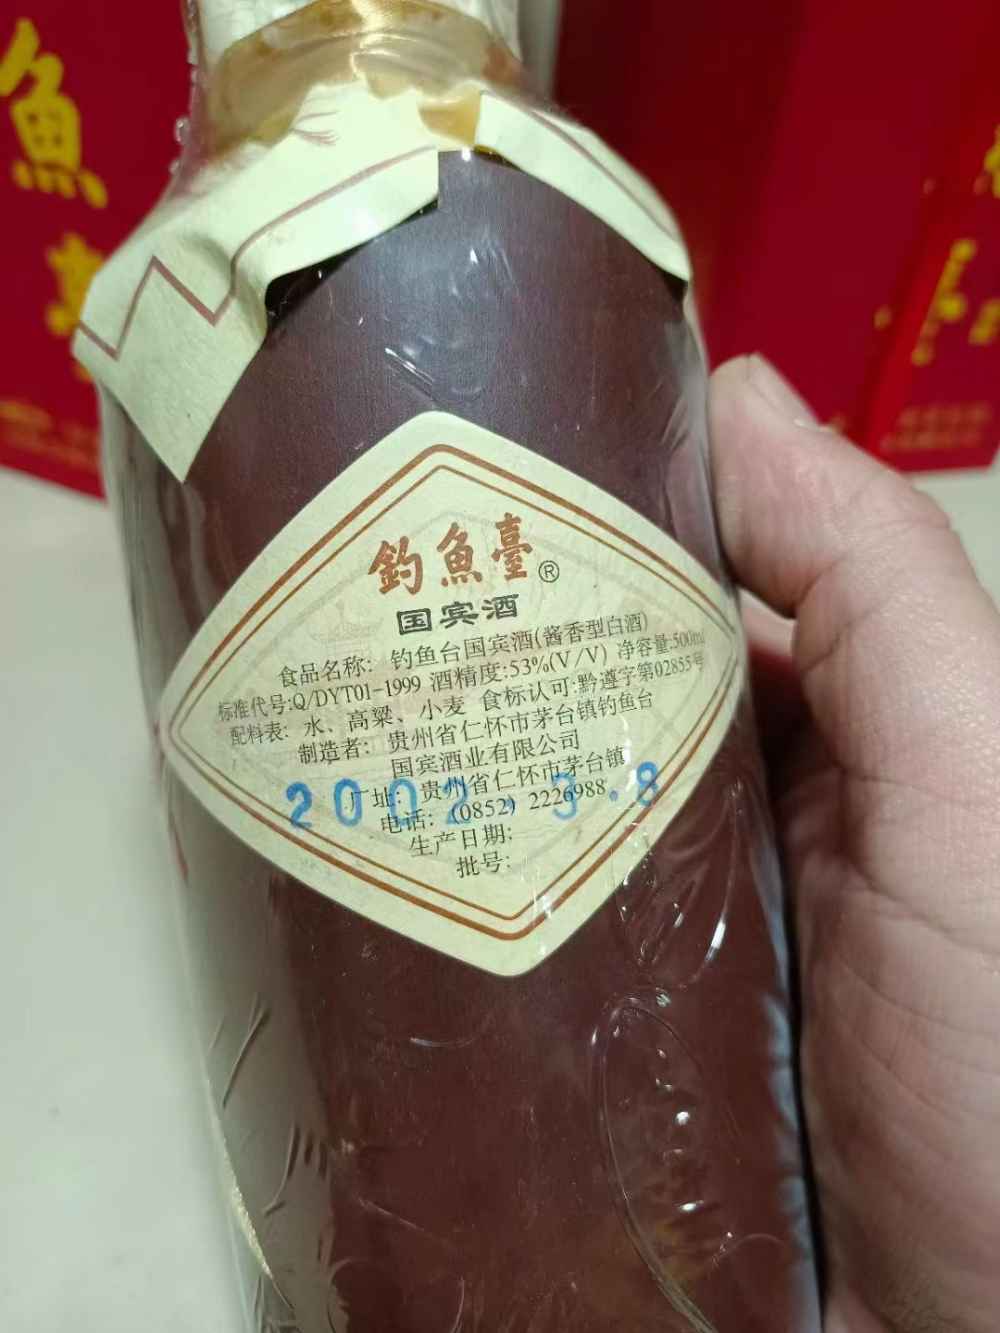 魚
釣魚臺®
国宾酒
食品名称: 钓鱼台国宾酒(酱香型白酒)
标准代号:Q/DYT01-1999 酒精度:53%(V/V) 净容量:500ml
配料表: 水、高粱、小麦 食标认可:黔遵字第02855号
制造者: 贵州省仁怀市茅台镇钓鱼台
国宾酒业有限公司
厂址: 贵州省仁怀市茅台镇
2002.3.8
电话: (0852) 2226988
生产日期:
批号: